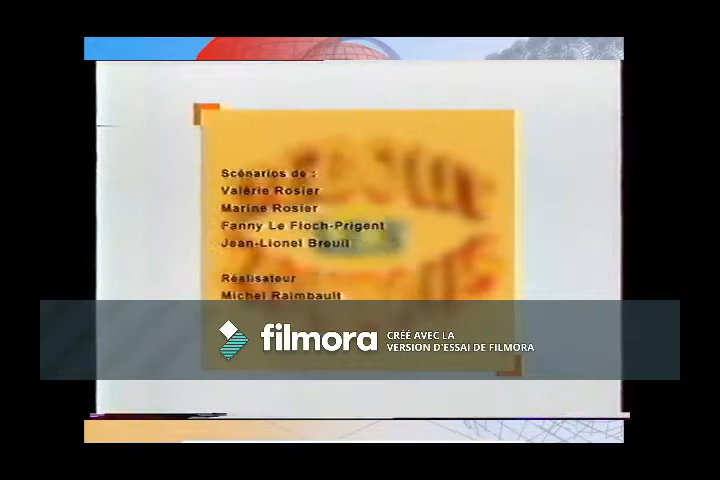 Scénarios de :
Valérie Rosier
Marine Rosier
Fanny Le Floch-Prigent
Jean-Lionel Breuil
Réalisateur
Michel Raimbault
filmora
CRÉÉ AVEC LA
VERSION D'ESSAI DE FILMORA